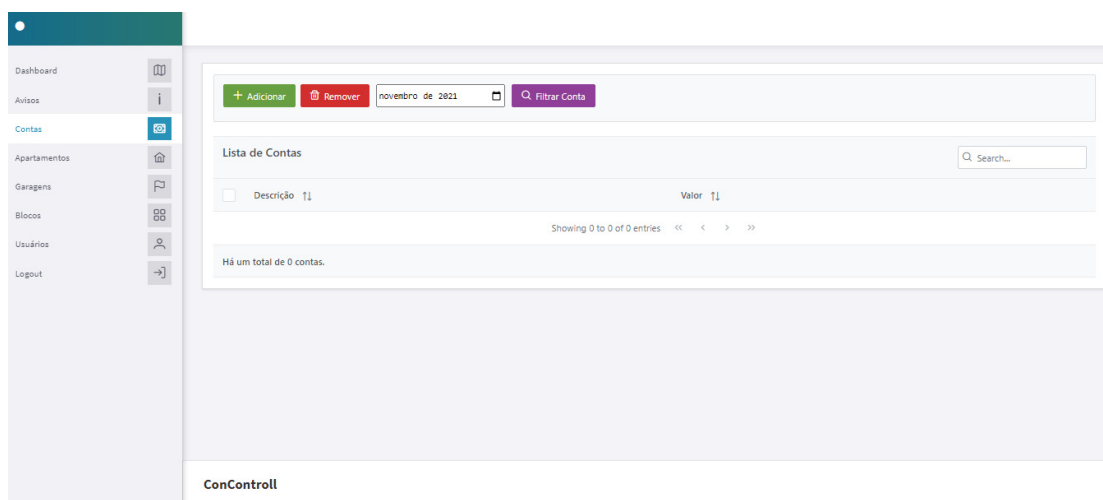 Dashboard
Avisos
Contas
Apartamentos
Garagens
Blocos
Usuários
Logout
Adicionar Remover novembro de 2021 Filtrar Conta
Lista de Contas Search...
Descrição Valor
Showing 0 to 0 of 0 entries << < > >>
Há um total de 0 contas.
ConControll